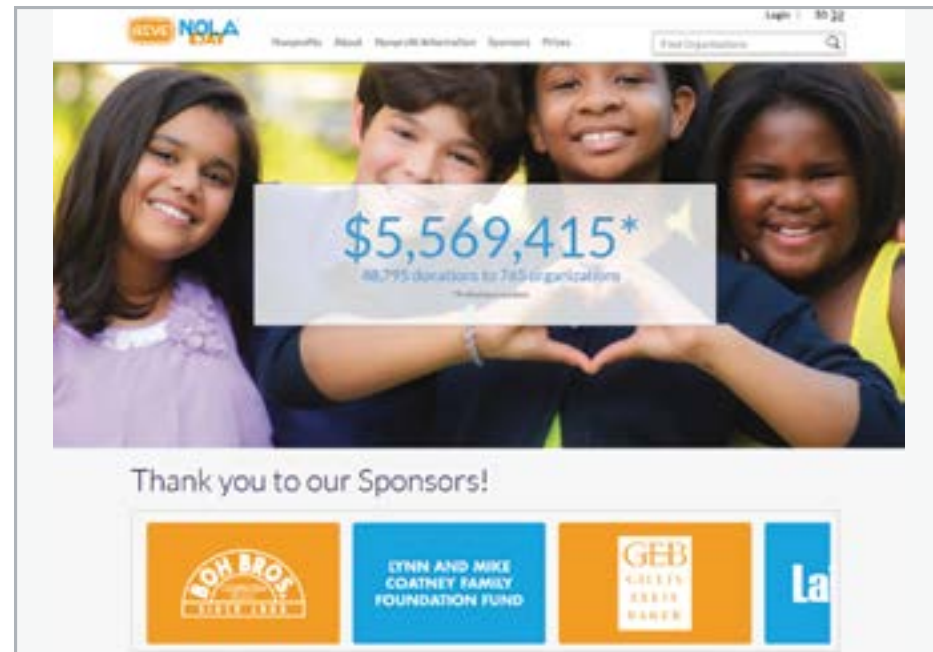 GIVE NOLA DAY
Login | $0
Nonprofits About Nonprofit Information Sponsors Prizes
Find Organizations
$5,569,415*
48,795 donations to 765 organizations
Thank you to our Sponsors!
BOH BROS.
LYNN AND MIKE
COATNEY FAMILY
FOUNDATION FUND
GEB
GILLIS
ELLIS
BAKER
La